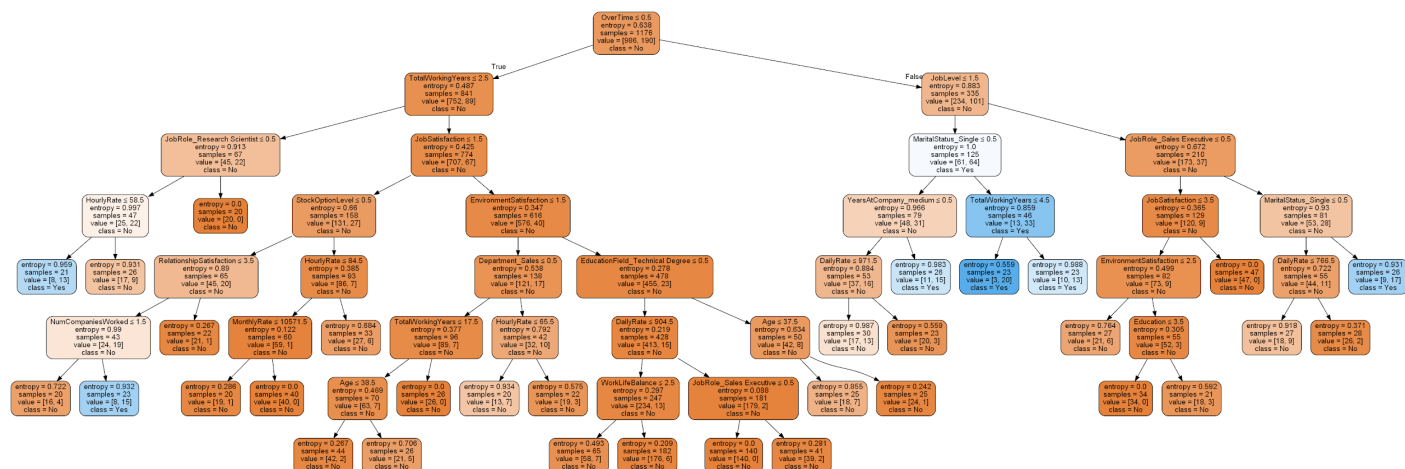 OverTime ≤ 0.5
entropy = 0.638
samples = 1176
value = [986, 190]
class = No
True
False
TotalWorkingYears ≤ 2.5
entropy = 0.487
samples = 841
value = [752, 89]
class = No
JobLevel ≤ 1.5
entropy = 0.883
samples = 335
value = [234, 101]
class = No
JobRole_Research Scientist ≤ 0.5
entropy = 0.913
samples = 67
value = [45, 22]
class = No
JobSatisfaction ≤ 1.5
entropy = 0.425
samples = 774
value = [707, 67]
class = No
MaritalStatus_Single ≤ 0.5
entropy = 1.0
samples = 125
value = [61, 64]
class = Yes
JobRole_Sales Executive ≤ 0.5
entropy = 0.672
samples = 210
value = [173, 37]
class = No
HourlyRate ≤ 58.5
entropy = 0.997
samples = 47
value = [25, 22]
class = No
entropy = 0.0
samples = 20
value = [20, 0]
class = No
StockOptionLevel ≤ 0.5
entropy = 0.66
samples = 158
value = [131, 27]
class = No
EnvironmentSatisfaction ≤ 1.5
entropy = 0.347
samples = 616
value = [576, 40]
class = No
YearsAtCompany_medium ≤ 0.5
entropy = 0.966
samples = 79
value = [48, 31]
class = No
TotalWorkingYears ≤ 4.5
entropy = 0.859
samples = 46
value = [13, 33]
class = Yes
JobSatisfaction ≤ 3.5
entropy = 0.365
samples = 129
value = [120, 9]
class = No
MaritalStatus_Single ≤ 0.5
entropy = 0.93
samples = 81
value = [53, 28]
class = No
entropy = 0.959
samples = 21
value = [8, 13]
class = Yes
entropy = 0.931
samples = 26
value = [17, 9]
class = No
RelationshipSatisfaction ≤ 3.5
entropy = 0.89
samples = 65
value = [45, 20]
class = No
HourlyRate ≤ 84.5
entropy = 0.385
samples = 93
value = [86, 7]
class = No
Department_Sales ≤ 0.5
entropy = 0.538
samples = 138
value = [121, 17]
class = No
EducationField_Technical Degree ≤ 0.5
entropy = 0.278
samples = 478
value = [455, 23]
class = No
DailyRate ≤ 971.5
entropy = 0.884
samples = 53
value = [37, 16]
class = No
entropy = 0.983
samples = 26
value = [11, 15]
class = Yes
entropy = 0.559
samples = 23
value = [3, 20]
class = Yes
entropy = 0.988
samples = 23
value = [10, 13]
class = Yes
EnvironmentSatisfaction ≤ 2.5
entropy = 0.499
samples = 82
value = [73, 9]
class = No
entropy = 0.0
samples = 47
value = [47, 0]
class = No
DailyRate ≤ 766.5
entropy = 0.722
samples = 55
value = [44, 11]
class = No
entropy = 0.931
samples = 26
value = [9, 17]
class = Yes
NumCompaniesWorked ≤ 1.5
entropy = 0.99
samples = 43
value = [24, 19]
class = No
entropy = 0.267
samples = 22
value = [21, 1]
class = No
MonthlyRate ≤ 10571.5
entropy = 0.122
samples = 60
value = [59, 1]
class = No
entropy = 0.684
samples = 33
value = [27, 6]
class = No
TotalWorkingYears ≤ 17.5
entropy = 0.377
samples = 96
value = [89, 7]
class = No
HourlyRate ≤ 65.5
entropy = 0.792
samples = 42
value = [32, 10]
class = No
DailyRate ≤ 504.5
entropy = 0.219
samples = 428
value = [413, 15]
class = No
Age ≤ 37.5
entropy = 0.634
samples = 50
value = [42, 8]
class = No
entropy = 0.987
samples = 30
value = [17, 13]
class = No
entropy = 0.559
samples = 23
value = [20, 3]
class = No
entropy = 0.764
samples = 27
value = [21, 6]
class = No
Education ≤ 3.5
entropy = 0.305
samples = 55
value = [52, 3]
class = No
entropy = 0.918
samples = 27
value = [18, 9]
class = No
entropy = 0.371
samples = 28
value = [26, 2]
class = No
entropy = 0.722
samples = 20
value = [16, 4]
class = No
entropy = 0.932
samples = 23
value = [8, 15]
class = Yes
entropy = 0.286
samples = 20
value = [19, 1]
class = No
entropy = 0.0
samples = 40
value = [40, 0]
class = No
Age ≤ 38.5
entropy = 0.469
samples = 70
value = [63, 7]
class = No
entropy = 0.0
samples = 26
value = [26, 0]
class = No
entropy = 0.934
samples = 20
value = [13, 7]
class = No
entropy = 0.575
samples = 22
value = [19, 3]
class = No
WorkLifeBalance ≤ 2.5
entropy = 0.297
samples = 247
value = [234, 13]
class = No
JobRole_Sales Executive ≤ 0.5
entropy = 0.088
samples = 181
value = [179, 2]
class = No
entropy = 0.855
samples = 25
value = [18, 7]
class = No
entropy = 0.242
samples = 25
value = [24, 1]
class = No
entropy = 0.0
samples = 34
value = [34, 0]
class = No
entropy = 0.592
samples = 21
value = [18, 3]
class = No
entropy = 0.267
samples = 44
value = [42, 2]
class = No
entropy = 0.706
samples = 26
value = [21, 5]
class = No
entropy = 0.493
samples = 65
value = [58, 7]
class = No
entropy = 0.209
samples = 182
value = [176, 6]
class = No
entropy = 0.0
samples = 140
value = [140, 0]
class = No
entropy = 0.281
samples = 41
value = [39, 2]
class = No